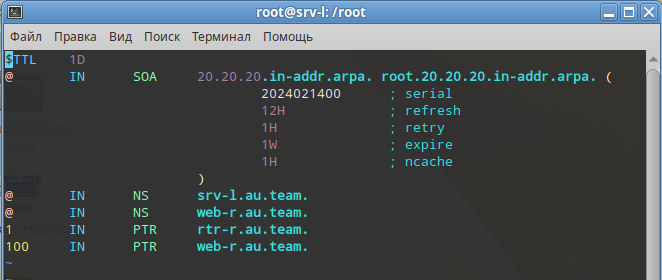 root@srv-l: /root
Файл Правка Вид Поиск Терминал Помощь
$TTL 1D
@ IN SOA 20.20.20.in-addr.arpa. root.20.20.20.in-addr.arpa. (
2024021400 ; serial
12H ; refresh
1H ; retry
1W ; expire
1H ; ncache
)
@ IN NS srv-l.au.team.
@ IN NS web-r.au.team.
1 IN PTR rtr-r.au.team.
100 IN PTR web-r.au.team.
~